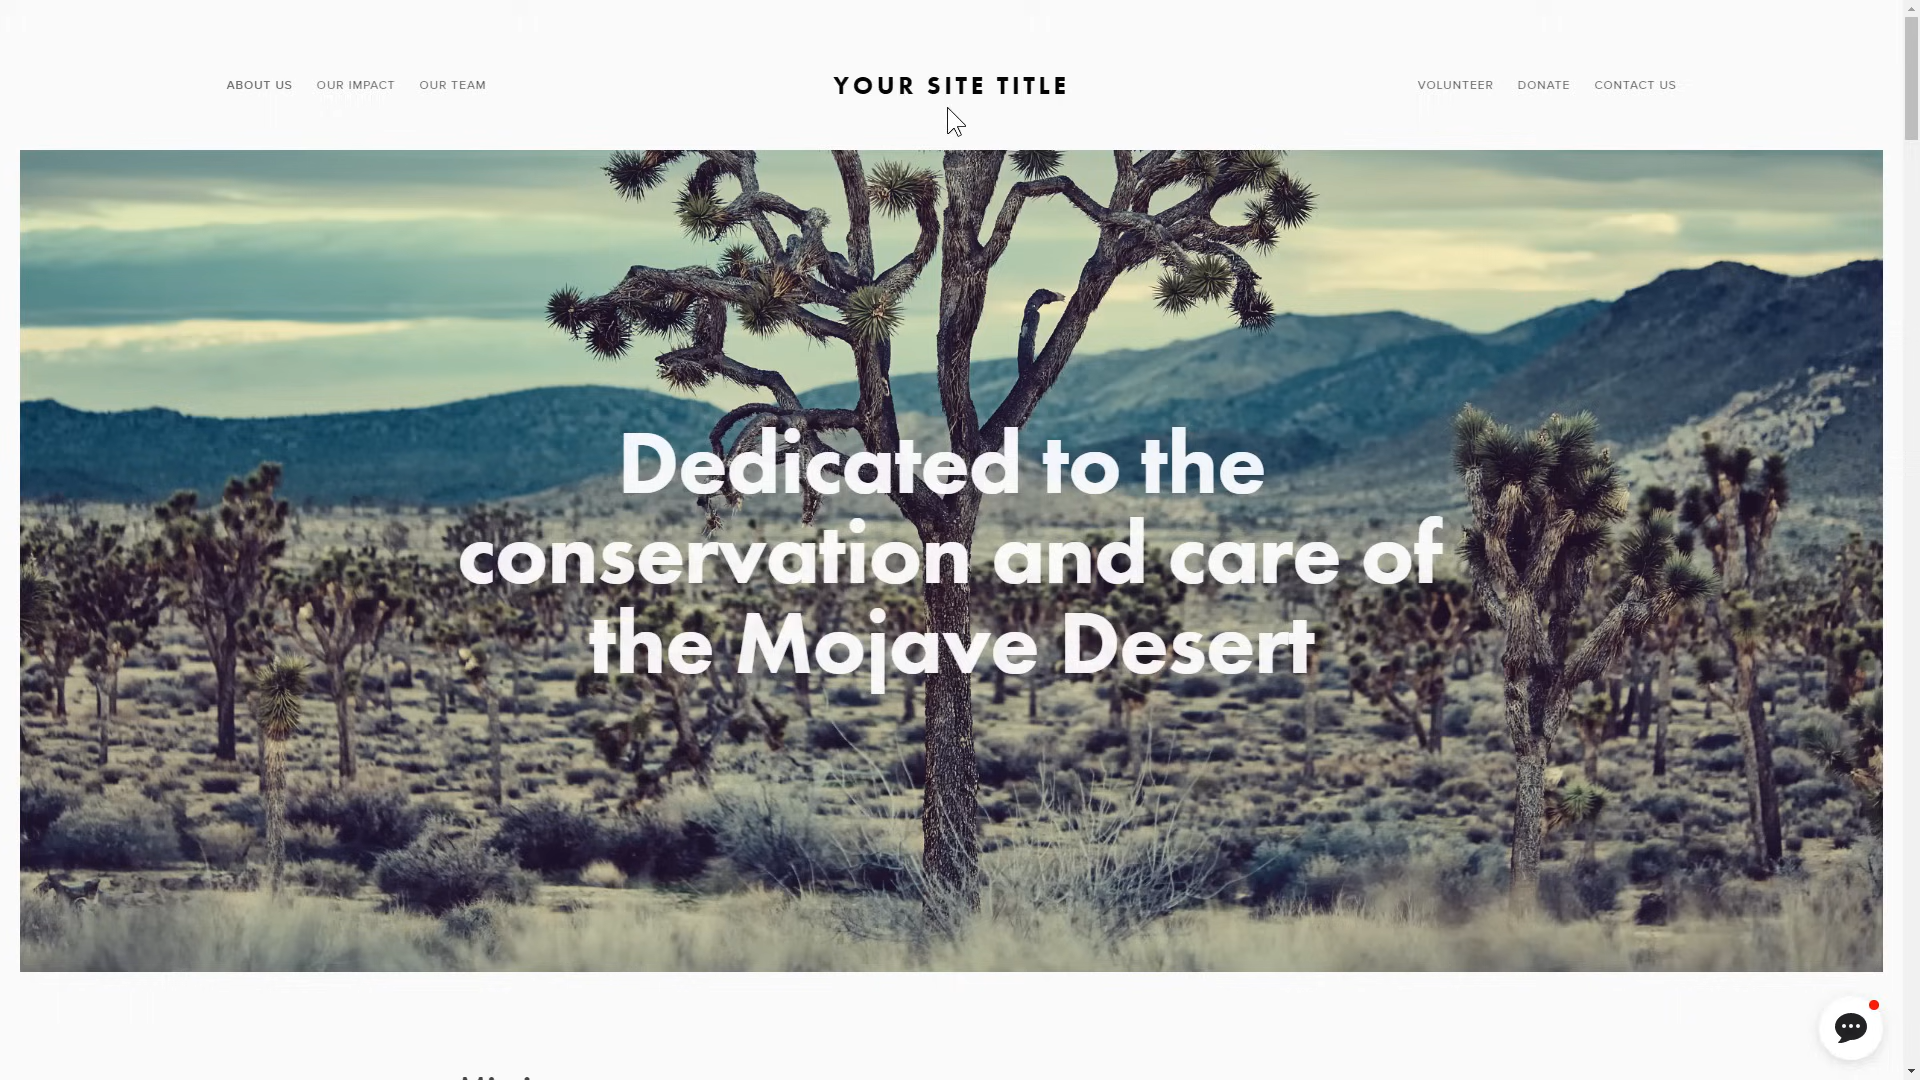 ABOUT US OUR IMPACT OUR TEAM YOUR SITE TITLE VOLUNTEER DONATE CONTACT US
Dedicated to the
conservation and care of
the Mojave Desert